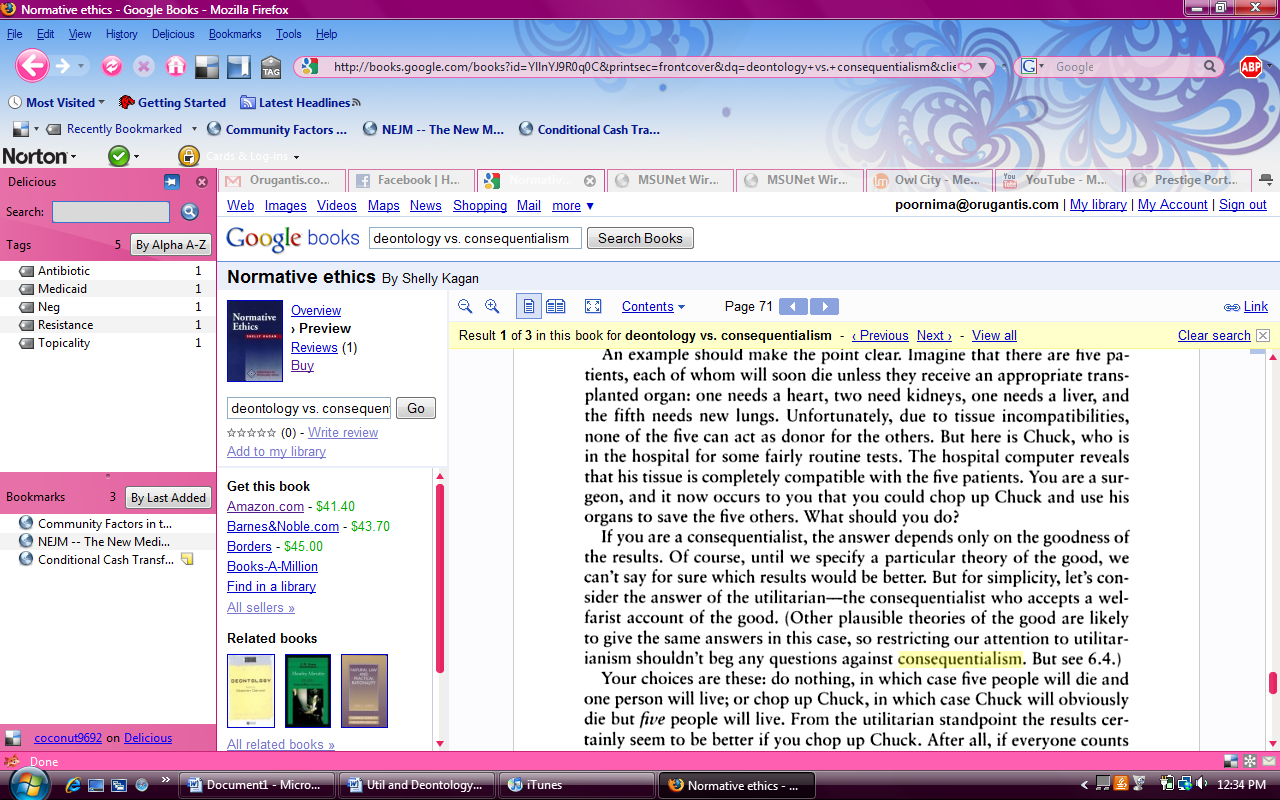 Normative ethics - Google Books - Mozilla Firefox
File Edit View History Delicious Bookmarks Tools Help
http://books.google.com/books?id=YIlnYJ9R0q0C&printsec=frontcover&dq=deontology+vs.+consequentialism&clie
Google
ABP
TAG
Most Visited Getting Started Latest Headlines
Recently Bookmarked Community Factors ... NEJM -- The New M... Conditional Cash Tra...
Norton Cards & Log-ins
Delicious
Orugantis.co... Facebook | H... Normativ... MSUNet Wir... MSUNet Wir... Owl City - Me... YouTube - M... Prestige Port...
Search:
Tags 5 By Alpha A-Z
Antibiotic 1
Medicaid 1
Neg 1
Resistance 1
Topicality 1
Bookmarks 3 By Last Added
Community Factors in t...
NEJM -- The New Medi...
Conditional Cash Transf...
coconut9692 on Delicious
Web Images Videos Maps News Shopping Mail more ▼
poornima@orugantis.com | My library | My Account | Sign out
Google books deontology vs. consequentialism Search Books
Normative ethics By Shelly Kagan
Normative
Ethics
SHELLY KAGAN
Overview
› Preview
Reviews (1)
Buy
deontology vs. consequent Go
(0) - Write review
Add to my library
Get this book
Amazon.com - $41.40
Barnes&Noble.com - $43.70
Borders - $45.00
Books-A-Million
Find in a library
All sellers »
Related books
DEONTOLOGY
All related books »
Contents Page 71 Link
Result 1 of 3 in this book for deontology vs. consequentialism - ‹ Previous Next › - View all Clear search
An example should make the point clear. Imagine that there are five pa-
tients, each of whom will soon die unless they receive an appropriate trans-
planted organ: one needs a heart, two need kidneys, one needs a liver, and
the fifth needs new lungs. Unfortunately, due to tissue incompatibilities,
none of the five can act as donor for the others. But here is Chuck, who is
in the hospital for some fairly routine tests. The hospital computer reveals
that his tissue is completely compatible with the five patients. You are a sur-
geon, and it now occurs to you that you could chop up Chuck and use his
organs to save the five others. What should you do?
If you are a consequentialist, the answer depends only on the goodness of
the results. Of course, until we specify a particular theory of the good, we
can't say for sure which results would be better. But for simplicity, let's con-
sider the answer of the utilitarian—the consequentialist who accepts a wel-
farist account of the good. (Other plausible theories of the good are likely
to give the same answers in this case, so restricting our attention to utilitar-
ianism shouldn't beg any questions against consequentialism. But see 6.4.)
Your choices are these: do nothing, in which case five people will die and
one person will live; or chop up Chuck, in which case Chuck will obviously
die but five people will live. From the utilitarian standpoint the results cer-
tainly seem to be better if you chop up Chuck. After all, if everyone counts
Done
Document1 - Micro... Util and Deontology... iTunes Normative ethics - ... 12:34 PM